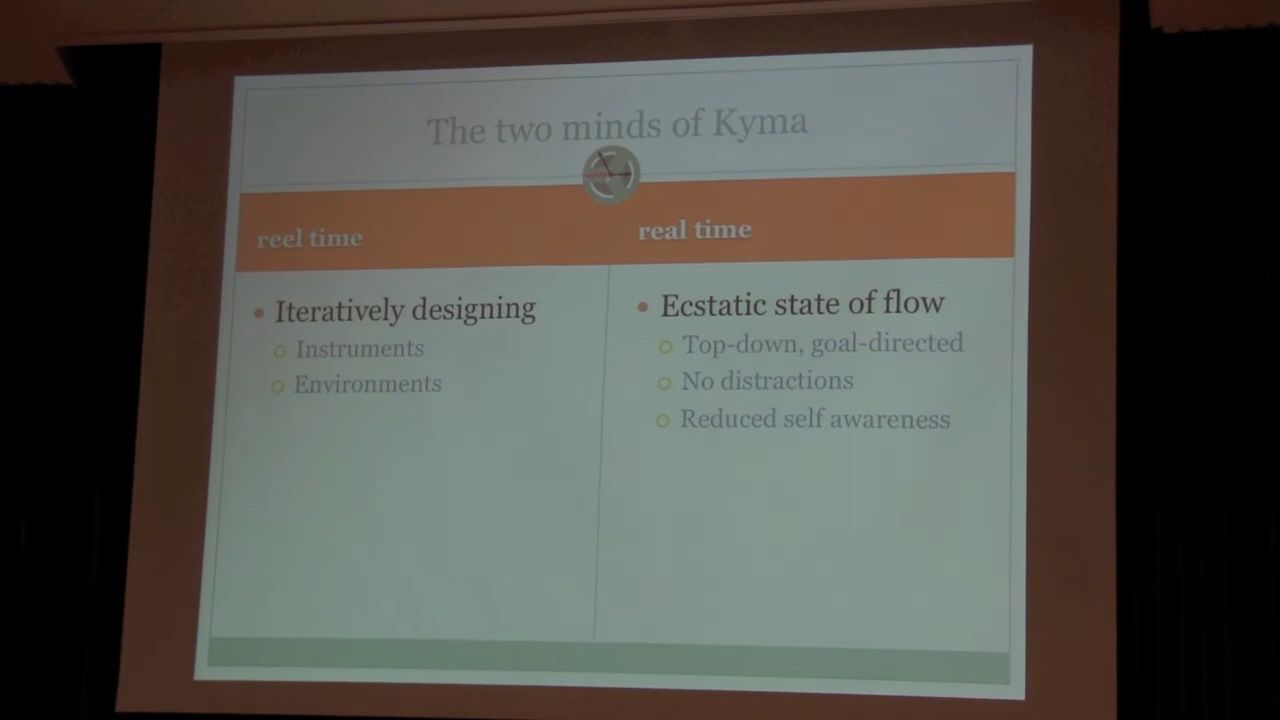 The two minds of Kyma
reel time
Iteratively designing
Instruments
Environments
real time
Ecstatic state of flow
Top-down, goal-directed
No distractions
Reduced self awareness